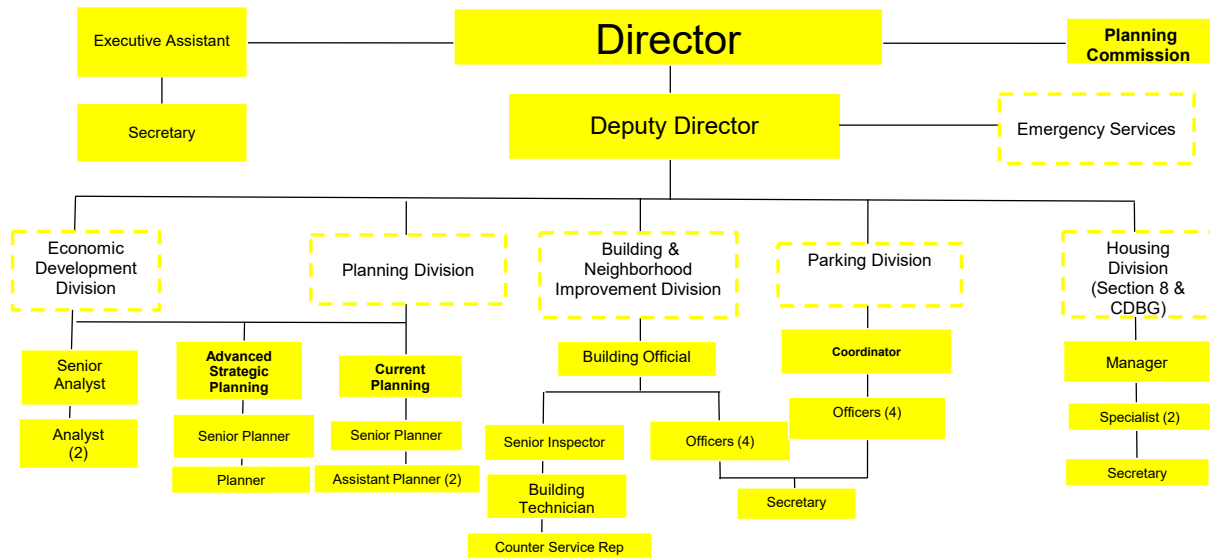 Executive Assistant
Director
Planning
Commission
Secretary
Deputy Director
Emergency Services
Economic
Development
Division
Planning Division
Building &
Neighborhood
Improvement Division
Parking Division
Housing
Division
(Section 8 &
CDBG)
Senior
Analyst
Advanced
Strategic
Planning
Current
Planning
Building Official
Coordinator
Manager
Analyst
(2)
Senior Planner
Senior Planner
Senior Inspector
Officers (4)
Officers (4)
Specialist (2)
Planner
Assistant Planner (2)
Building
Technician
Secretary
Secretary
Counter Service Rep